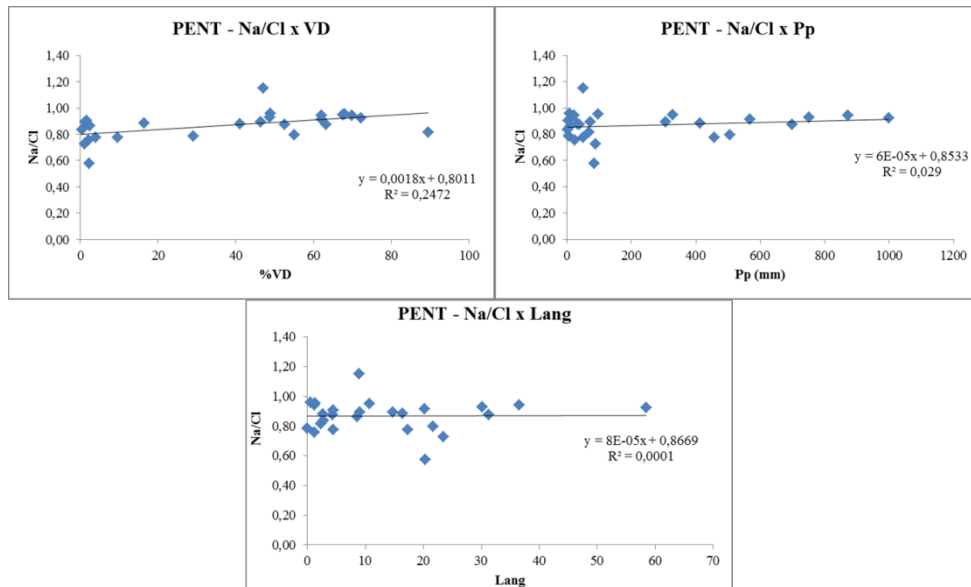 PENT - Na/Cl x VD
1,40
1,20
1,00
0,80
0,60
0,40
0,20
0,00
Na/Cl
y = 0,0018x + 0,8011
R² = 0,2472
0 20 40 60 80 100
%VD
PENT - Na/Cl x Pp
1,40
1,20
1,00
0,80
0,60
0,40
0,20
0,00
Na/Cl
y = 6E-05x + 0,8533
R² = 0,029
0 200 400 600 800 1000 1200
Pp (mm)
PENT - Na/Cl x Lang
1,40
1,20
1,00
0,80
0,60
0,40
0,20
0,00
Na/Cl
y = 8E-05x + 0,8669
R² = 0,0001
0 10 20 30 40 50 60 70
Lang